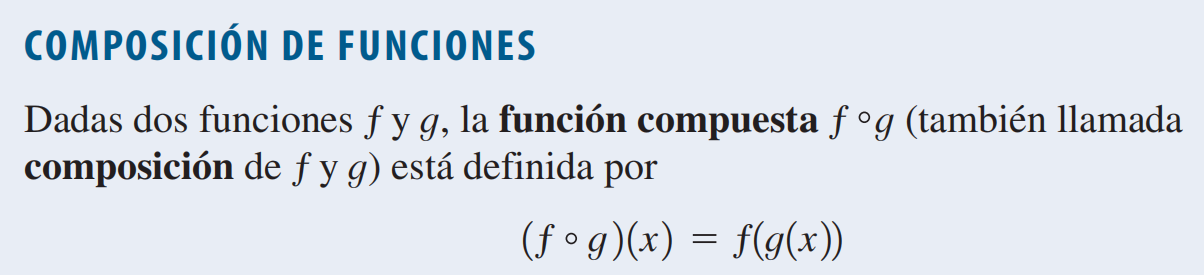 COMPOSICIÓN DE FUNCIONES
Dadas dos funciones f y g, la función compuesta f ∘ g (también llamada
composición de f y g) está definida por
(f ∘ g)(x) = f(g(x))